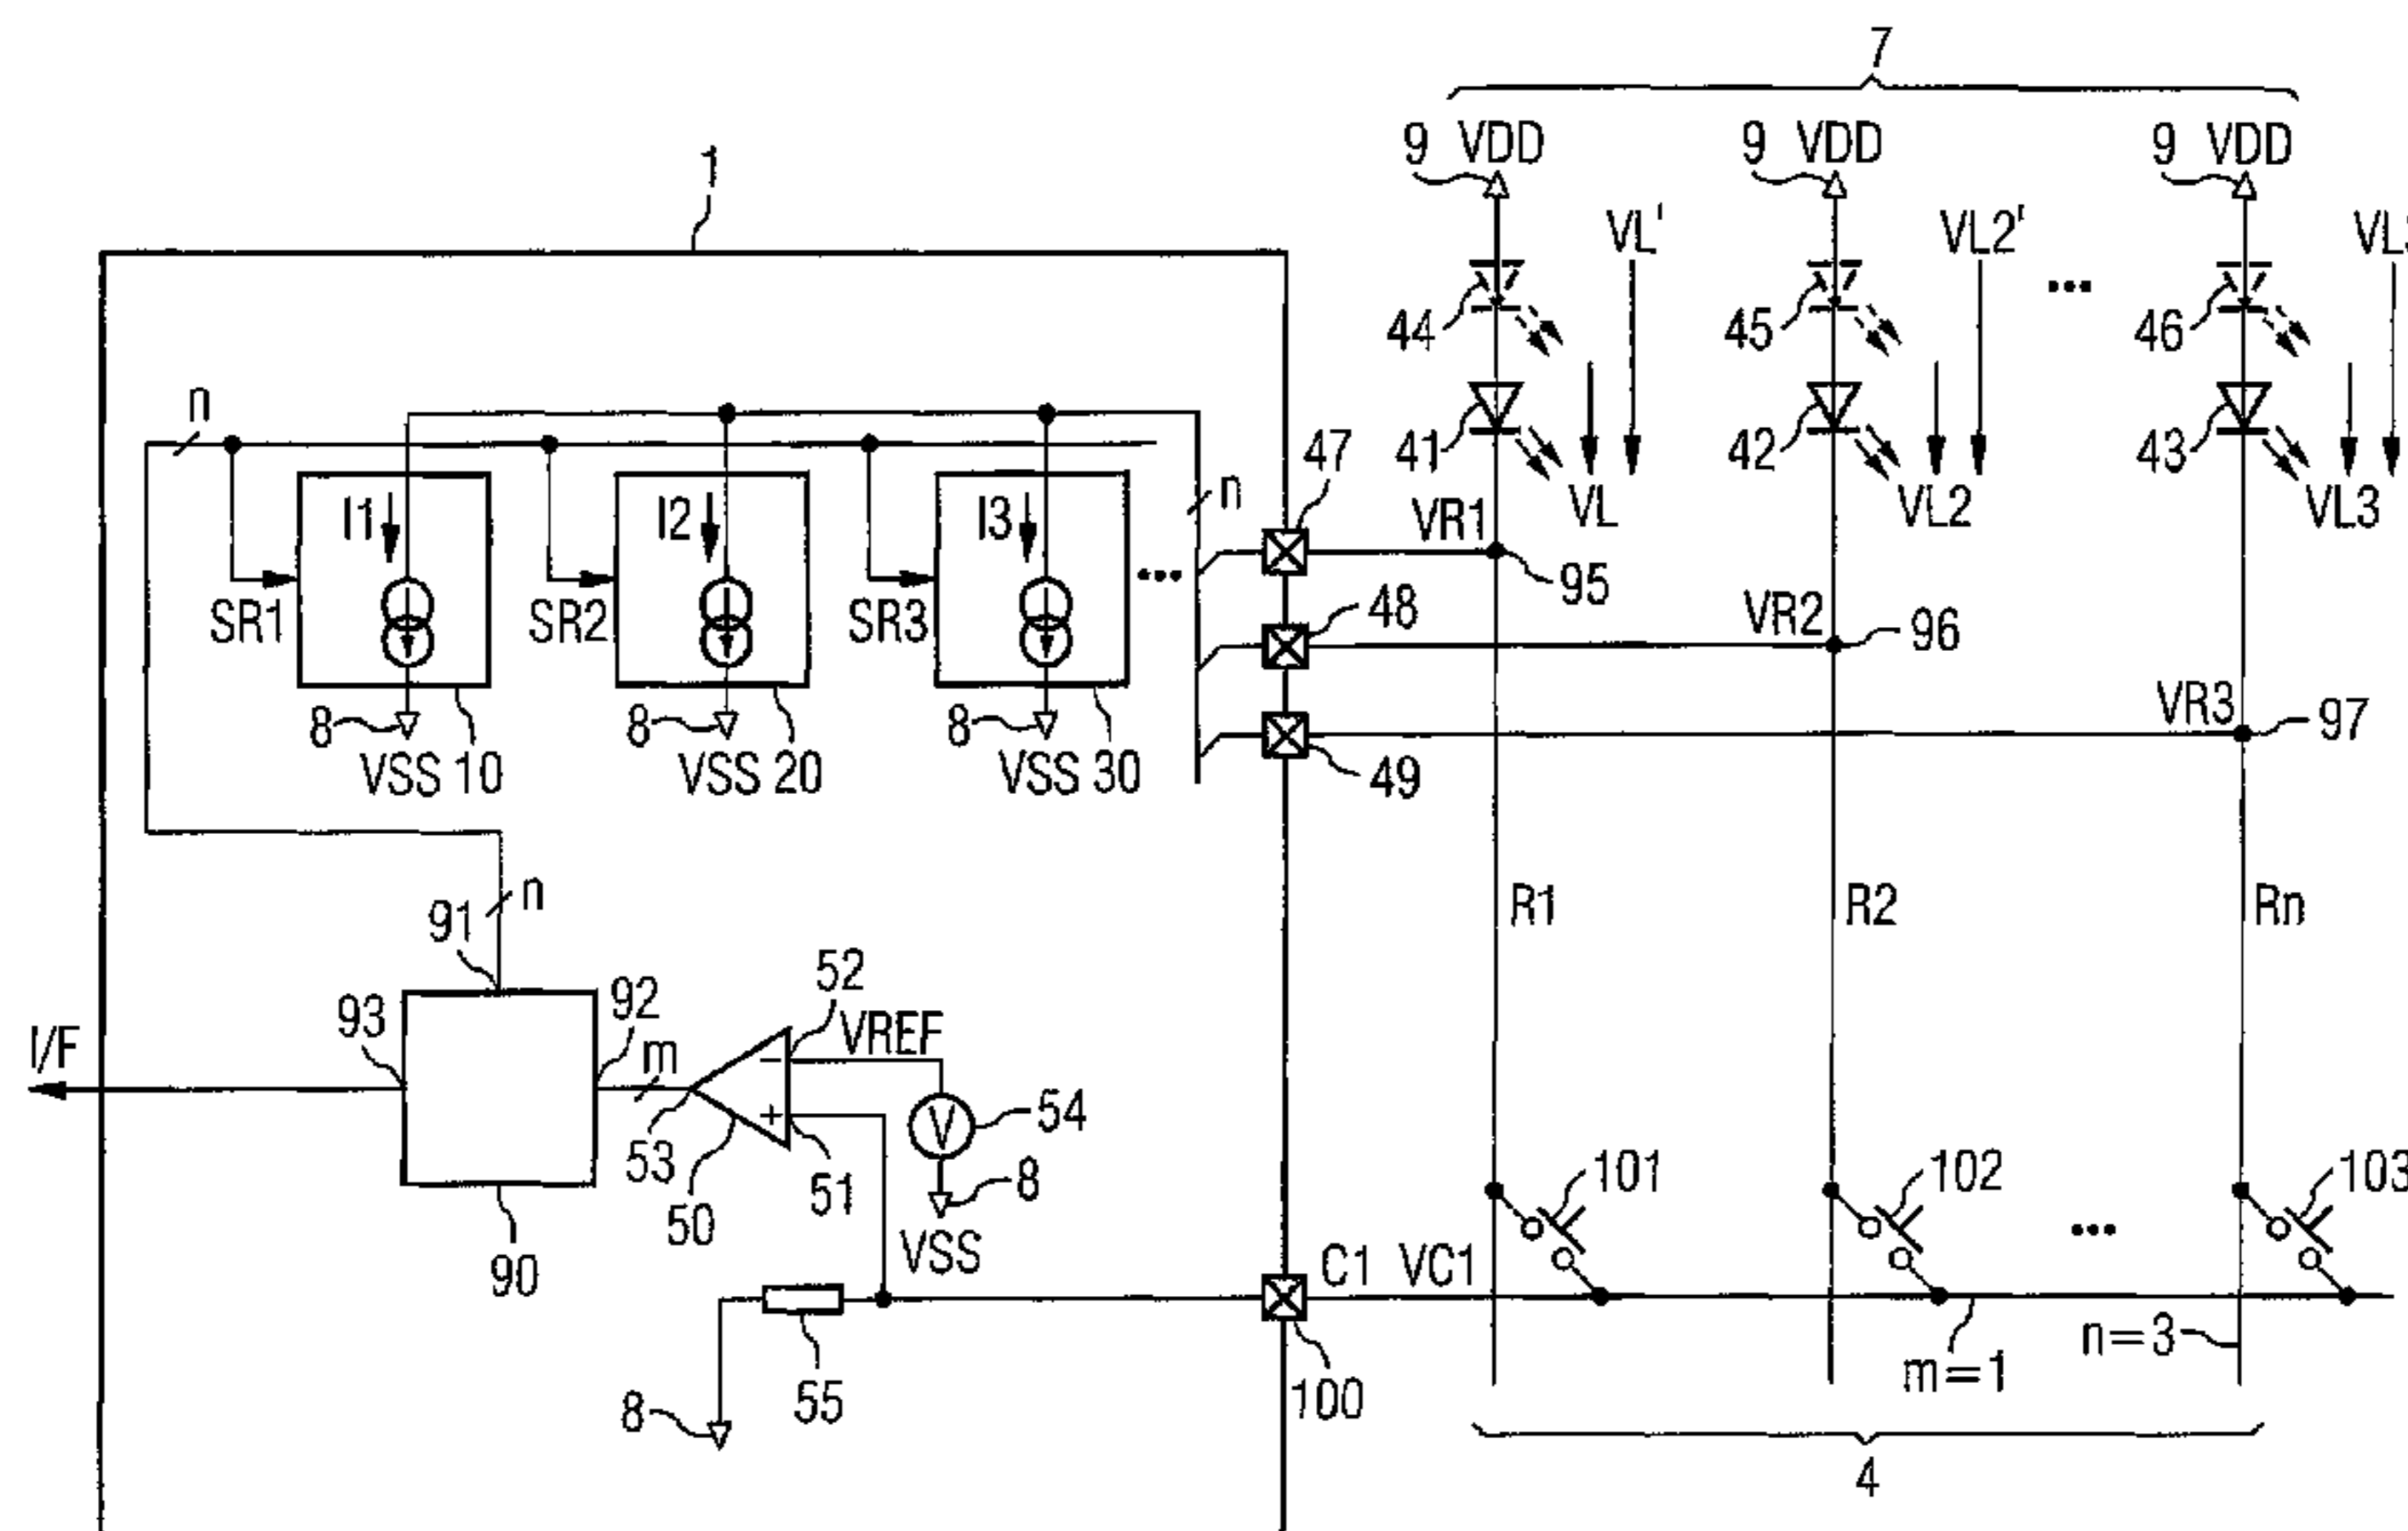 7
9 VDD 9 VDD 9 VDD
1
VL' VL2'
44 45 ... 46
n
41 42 43
47
I1 I2 I3 n
VR1 VL VL2 VL3
...
SR1 SR2 SR3
95
48 VR2 96
8 8 8
VR3 97
VSS 10 VSS 20 VSS 30
49
n
91
R1 R2 Rn
52
93 92
I/F m VREF
−
+
V 54
53 51 8
50
101 102 103
...
90
VSS
C1 VC1
n=3
m=1
8 55 100
4